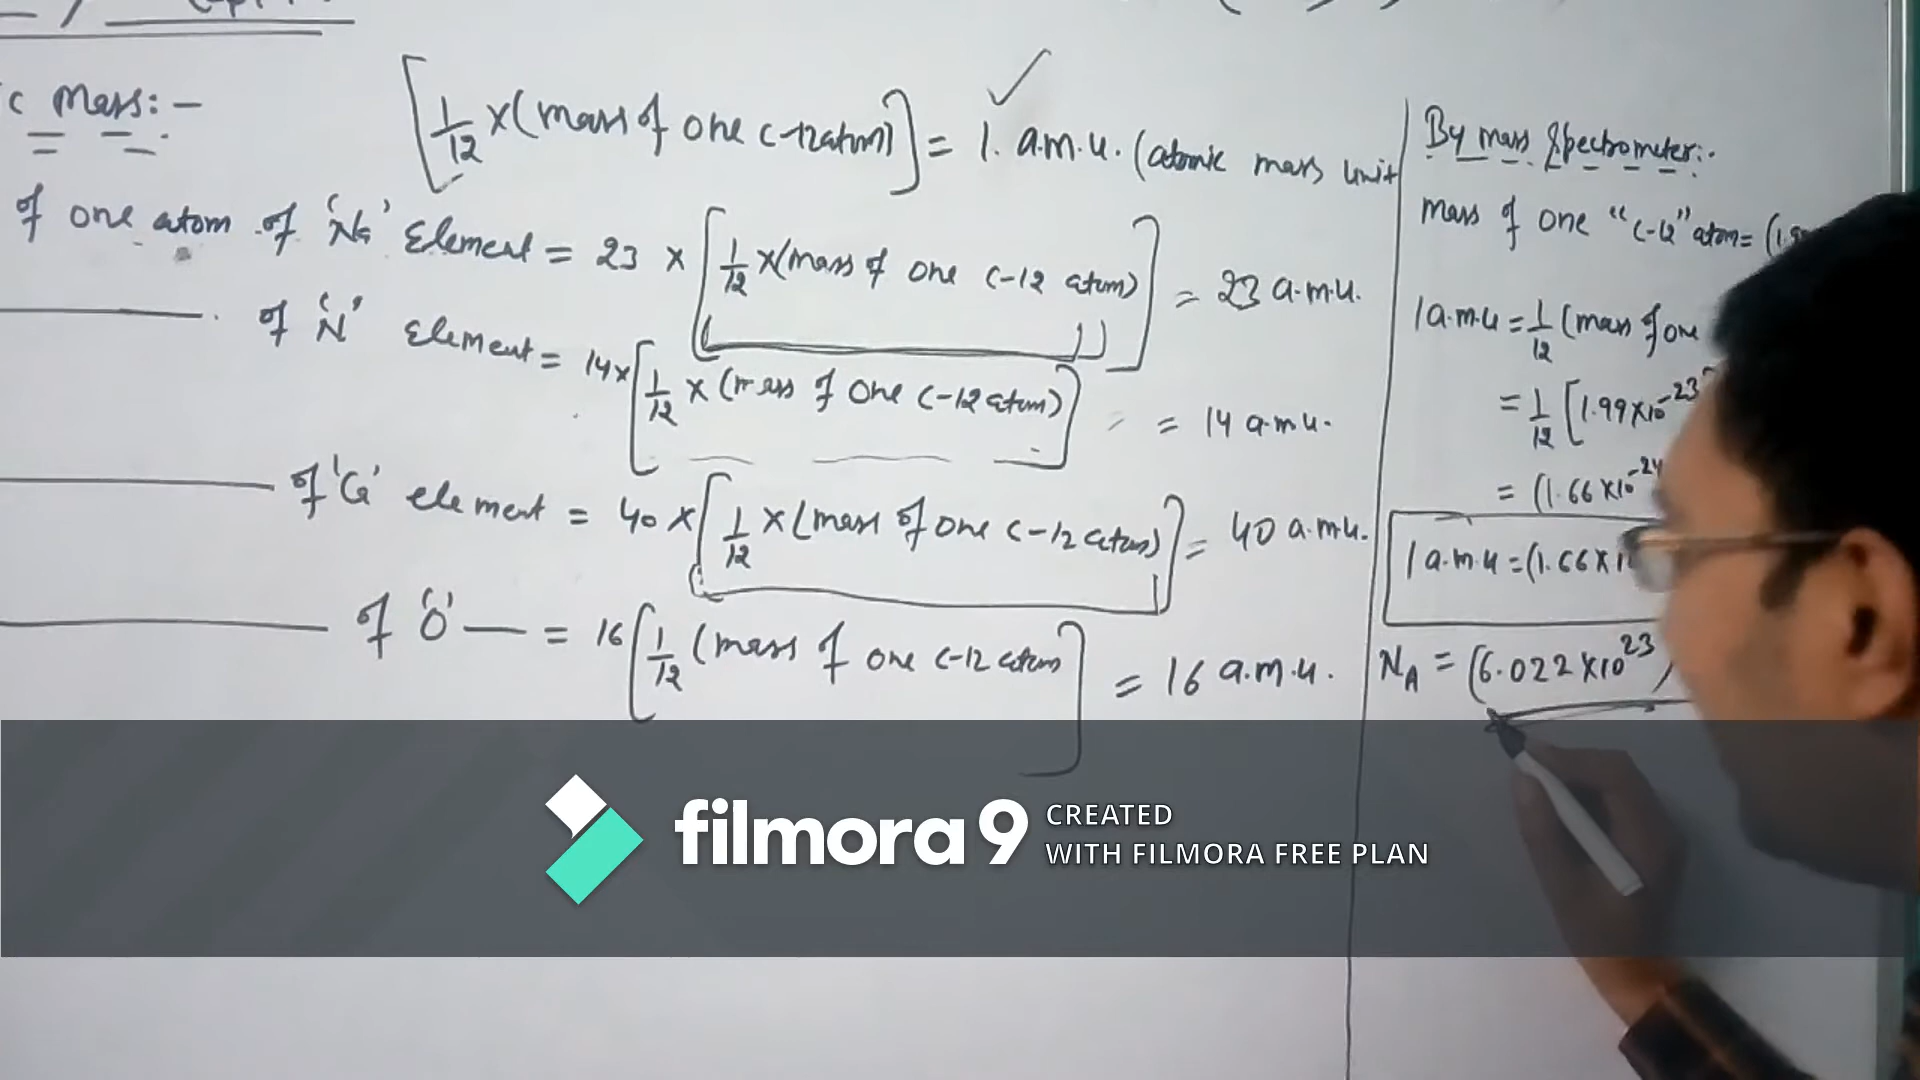 c Mass:-
[1/12 x (mass of one C-12 atom)] = 1. a.m.u. (atomic mass unit
of one atom of 'Na' Element = 23 x [1/12 x (mass of one C-12 atom)] = 23 a.m.u.
of 'N' Element = 14 x [1/12 x (mass of one C-12 atom)] = 14 a.m.u.
of 'Ca' element = 40 x [1/12 x (mass of one C-12 atom)] = 40 a.m.u.
of 'O' — = 16 [1/12 (mass of one C-12 atom] = 16 a.m.u.
By mass Spectrometer:-
mass of one "C-12" atom = (1.9
1 a.m.u = 1/12 (mass of one
= 1/12 [1.99 x 10^-23
= (1.66 x 10^-24
1 a.m.u = (1.66 x 1
N_A = (6.022 x 10^23)
filmora 9
CREATED
WITH FILMORA FREE PLAN